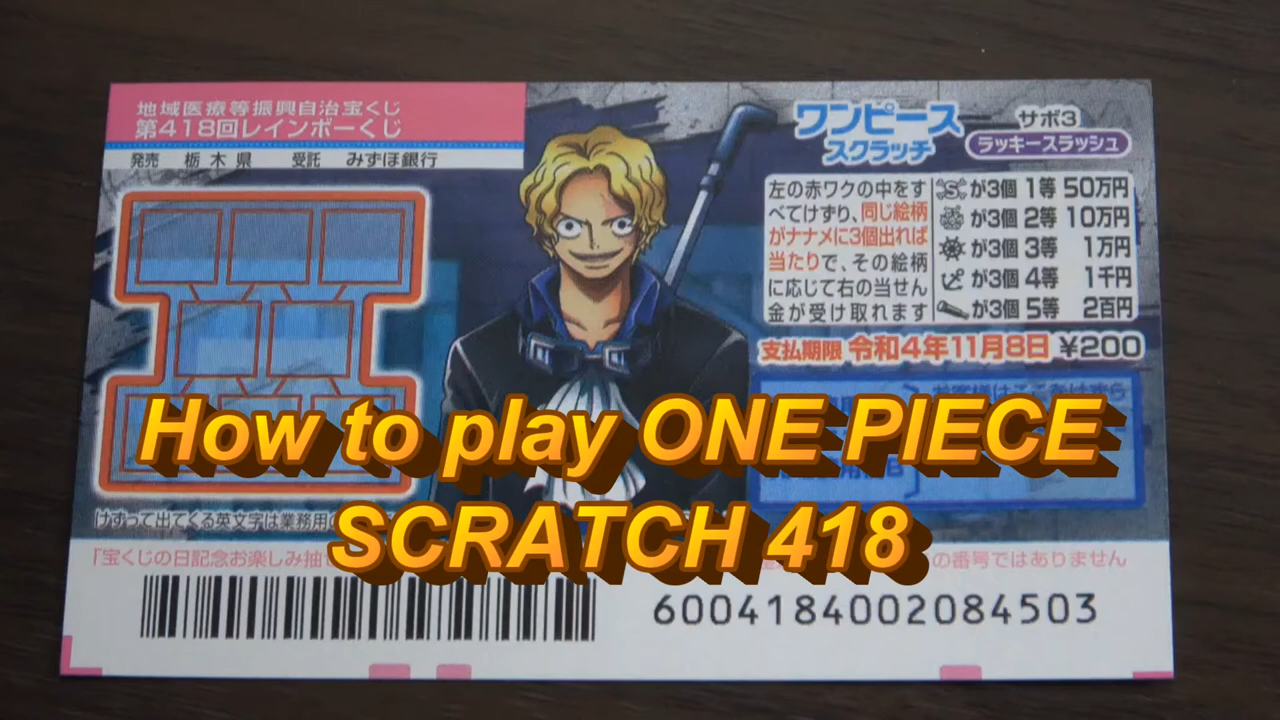 地域医療等振興自治宝くじ
第418回レインボーくじ
発売 栃木県 受託 みずほ銀行
ワンピース
スクラッチ
サボ3
ラッキースラッシュ
左の赤ワクの中をす
べてけずり、同じ絵柄
がナナメに3個出れば
当たりで、その絵柄
に応じて右の当せん
金が受け取れます
が3個 1等 50万円
が3個 2等 10万円
が3個 3等 1万円
が3個 4等 1千円
が3個 5等 2百円
支払期限 令和4年11月8日 ¥200
How to play ONE PIECE
SCRATCH 418
けずって出てくる英文字は業務用
「宝くじの日記念お楽しみ抽せ
の番号ではありません
6004184002084503